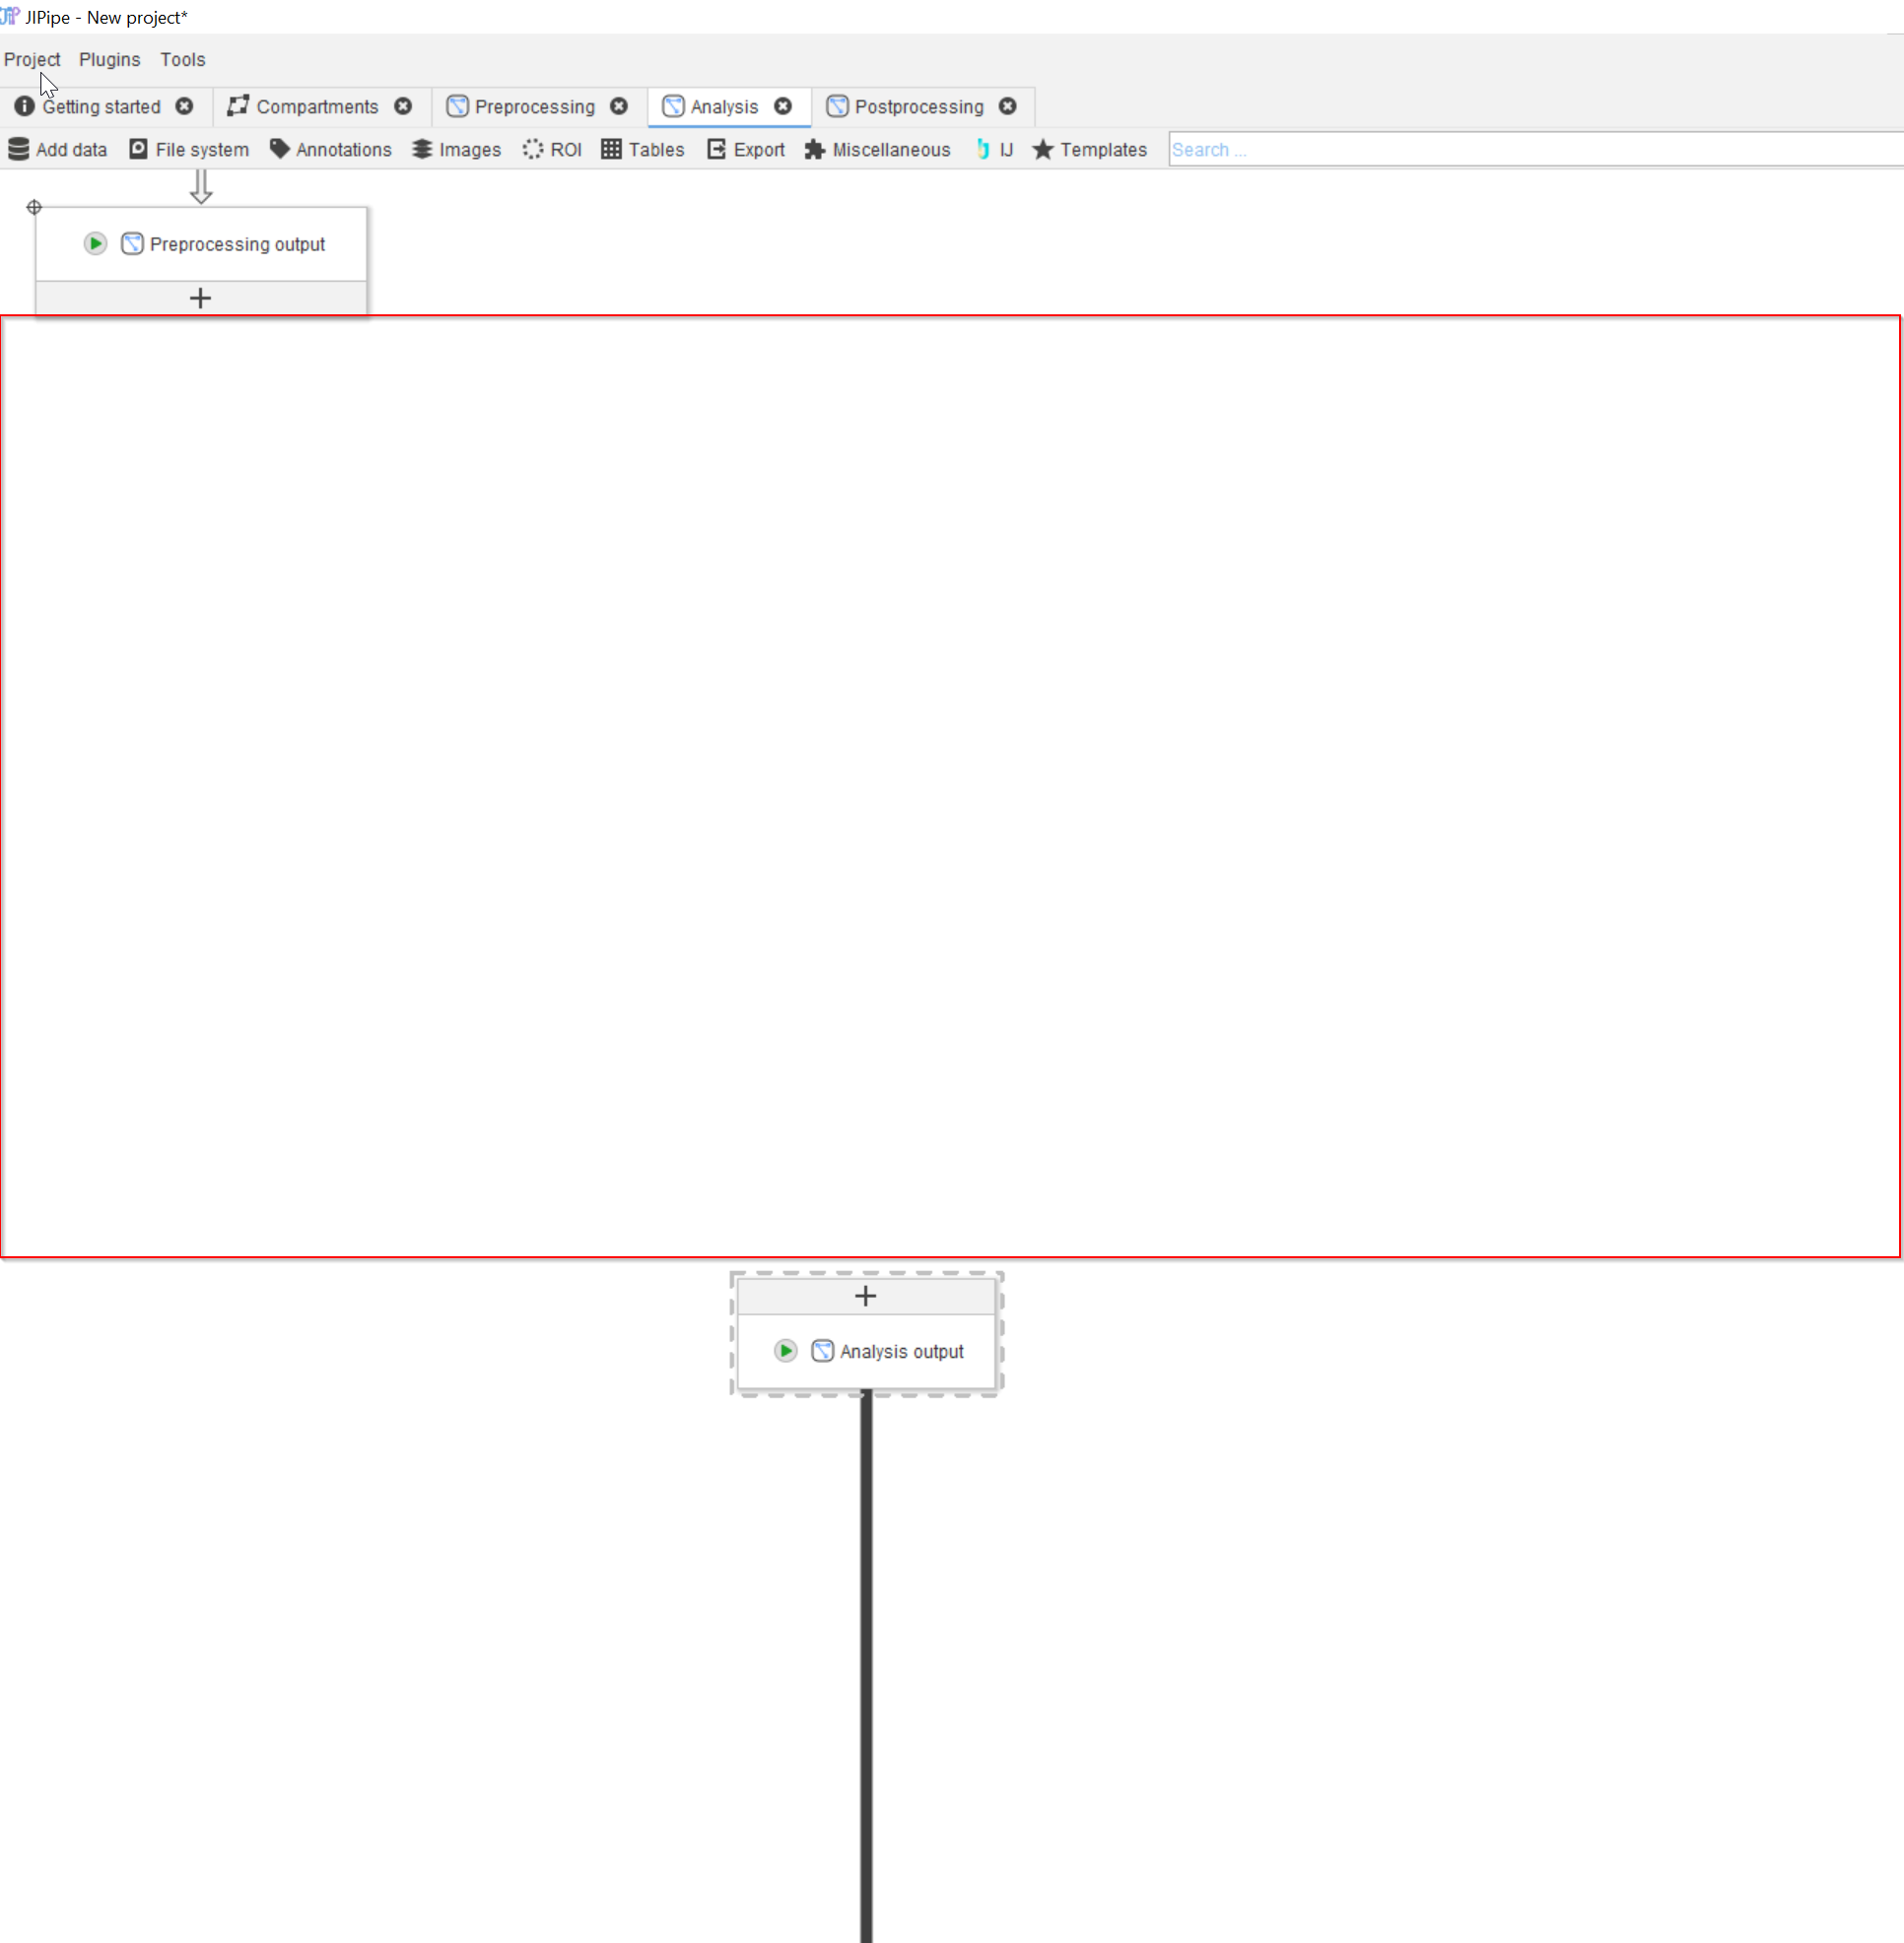 JIPipe - New project*
Project Plugins Tools
Getting started Compartments Preprocessing Analysis Postprocessing
Add data File system Annotations Images ROI Tables Export Miscellaneous IJ Templates Search ...
Preprocessing output
Analysis output